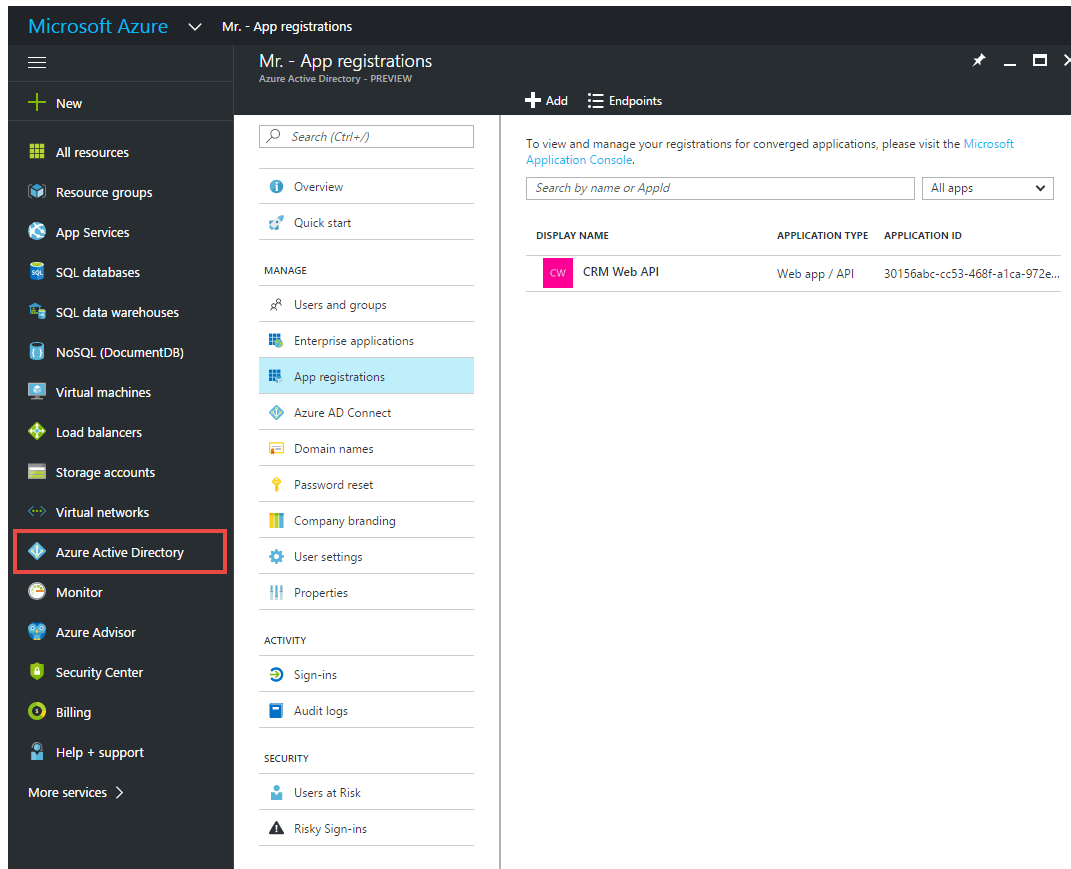 Microsoft Azure
Mr. - App registrations
Mr. - App registrations
Azure Active Directory - PREVIEW
New
All resources
Resource groups
App Services
SQL databases
SQL data warehouses
NoSQL (DocumentDB)
Virtual machines
Load balancers
Storage accounts
Virtual networks
Azure Active Directory
Monitor
Azure Advisor
Security Center
Billing
Help + support
More services
Search (Ctrl+/)
Overview
Quick start
MANAGE
Users and groups
Enterprise applications
App registrations
Azure AD Connect
Domain names
Password reset
Company branding
User settings
Properties
ACTIVITY
Sign-ins
Audit logs
SECURITY
Users at Risk
Risky Sign-ins
Add
Endpoints
To view and manage your registrations for converged applications, please visit the Microsoft
Application Console.
Search by name or AppId
All apps
DISPLAY NAME APPLICATION TYPE APPLICATION ID
CW CRM Web API Web app / API 30156abc-cc53-468f-a1ca-972e...